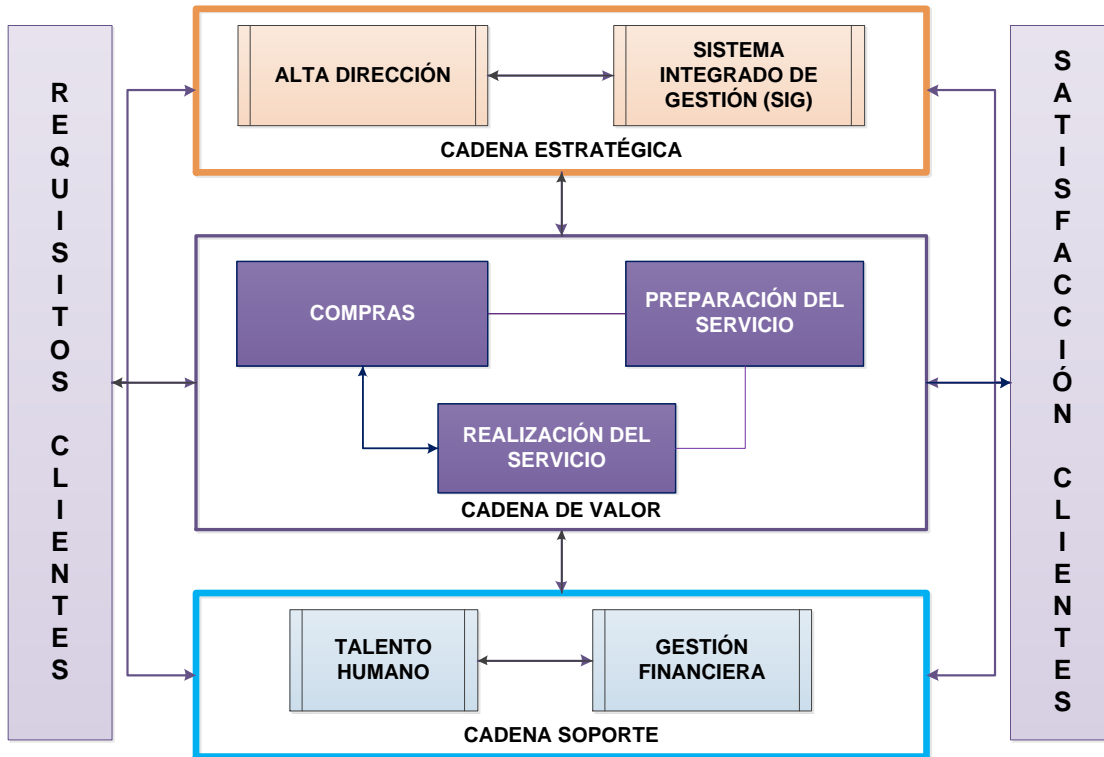 REQUISITOS CLIENTES
ALTA DIRECCIÓN
SISTEMA
INTEGRADO DE
GESTIÓN (SIG)
CADENA ESTRATÉGICA
COMPRAS
PREPARACIÓN DEL
SERVICIO
REALIZACIÓN DEL
SERVICIO
CADENA DE VALOR
TALENTO
HUMANO
GESTIÓN
FINANCIERA
CADENA SOPORTE
SATISFACCIÓN CLIENTES